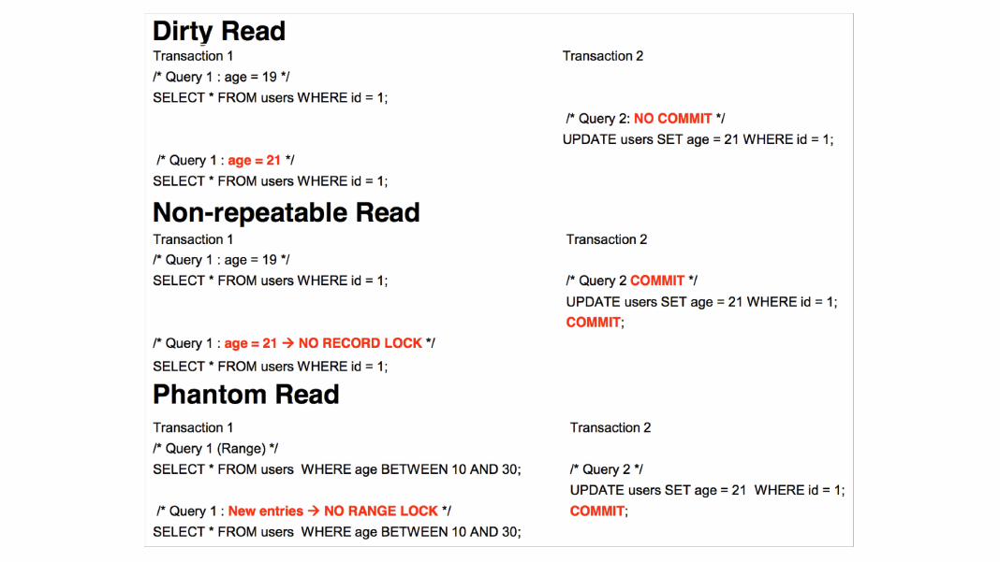 Dirty Read
Transaction 1 Transaction 2
/* Query 1 : age = 19 */
SELECT * FROM users WHERE id = 1;
/* Query 2: NO COMMIT */
UPDATE users SET age = 21 WHERE id = 1;
/* Query 1 : age = 21 */
SELECT * FROM users WHERE id = 1;
Non-repeatable Read
Transaction 1 Transaction 2
/* Query 1 : age = 19 */
SELECT * FROM users WHERE id = 1; /* Query 2 COMMIT */
UPDATE users SET age = 21 WHERE id = 1;
COMMIT;
/* Query 1 : age = 21 → NO RECORD LOCK */
SELECT * FROM users WHERE id = 1;
Phantom Read
Transaction 1 Transaction 2
/* Query 1 (Range) */
SELECT * FROM users  WHERE age BETWEEN 10 AND 30; /* Query 2 */
UPDATE users SET age = 21  WHERE id = 1;
/* Query 1 : New entries → NO RANGE LOCK */ COMMIT;
SELECT * FROM users  WHERE age BETWEEN 10 AND 30;